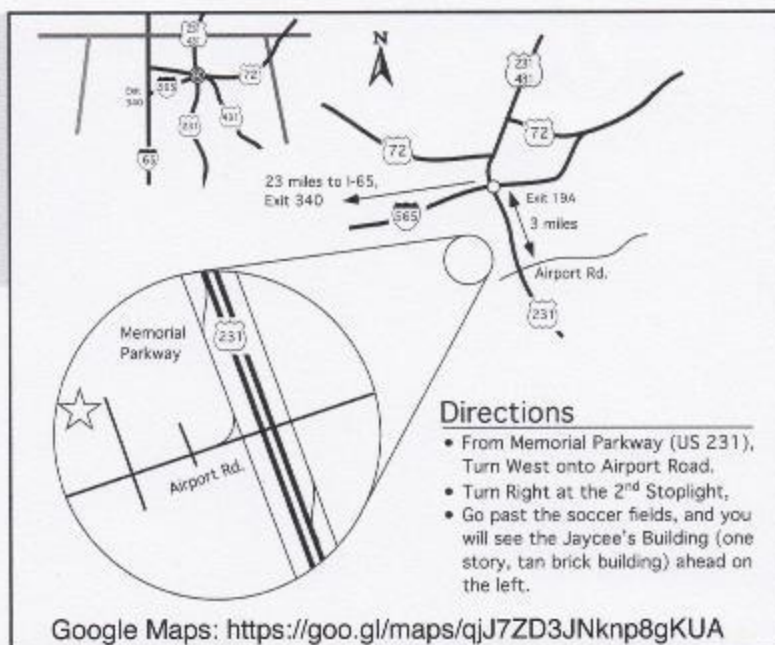 231
431
72
Exit
340
565
231
431
65
N
231
431
72
72
23 miles to I-65,
Exit 340
Exit 19A
565
3 miles
Airport Rd.
231
Memorial
Parkway
231
Airport Rd.
Directions
• From Memorial Parkway (US 231),
Turn West onto Airport Road.
• Turn Right at the 2nd Stoplight,
• Go past the soccer fields, and you
will see the Jaycee's Building (one
story, tan brick building) ahead on
the left.
Google Maps: https://goo.gl/maps/qjJ7ZD3JNknp8gKUA